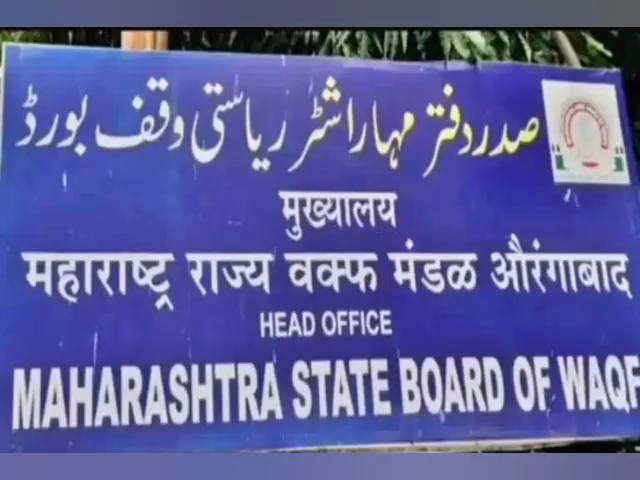 صدر دفتر مہاراشٹر ریاستی وقف بورڈ
मुख्यालय
महाराष्ट्र राज्य वक्फ मंडळ औरंगाबाद
HEAD OFFICE
MAHARASHTRA STATE BOARD OF WAQF